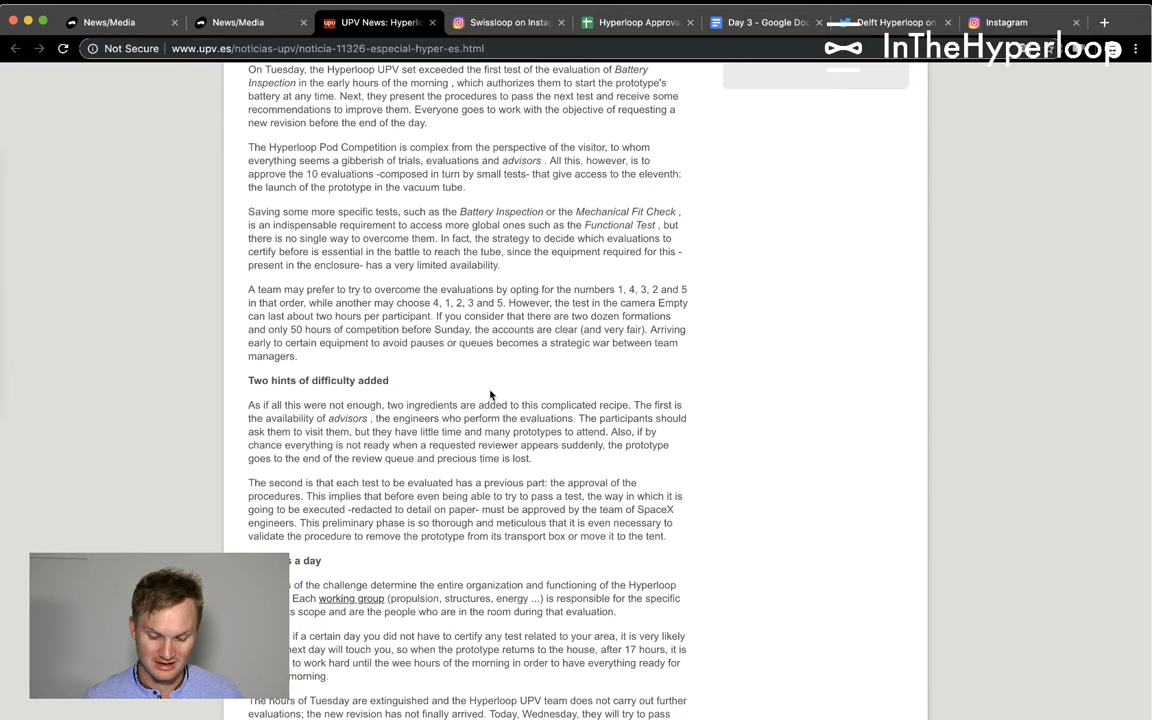 News/Media
News/Media
UPV News: Hyperlo
Swissloop on Insta
Hyperloop Approva
Day 3 - Google Do
Delft Hyperloop on
Instagram
Not Secure | www.upv.es/noticias-upv/noticia-11326-especial-hyper-es.html
InTheHyperloop
On Tuesday, the Hyperloop UPV set exceeded the first test of the evaluation of Battery
Inspection in the early hours of the morning , which authorizes them to start the prototype's
battery at any time. Next, they present the procedures to pass the next test and receive some
recommendations to improve them. Everyone goes to work with the objective of requesting a
new revision before the end of the day.
The Hyperloop Pod Competition is complex from the perspective of the visitor, to whom
everything seems a gibberish of trials, evaluations and advisors . All this, however, is to
approve the 10 evaluations -composed in turn by small tests- that give access to the eleventh:
the launch of the prototype in the vacuum tube.
Saving some more specific tests, such as the Battery Inspection or the Mechanical Fit Check ,
is an indispensable requirement to access more global ones such as the Functional Test , but
there is no single way to overcome them. In fact, the strategy to decide which evaluations to
certify before is essential in the battle to reach the tube, since the equipment required for this -
present in the enclosure- has a very limited availability.
A team may prefer to try to overcome the evaluations by opting for the numbers 1, 4, 3, 2 and 5
in that order, while another may choose 4, 1, 2, 3 and 5. However, the test in the camera Empty
can last about two hours per participant. If you consider that there are two dozen formations
and only 50 hours of competition before Sunday, the accounts are clear (and very fair). Arriving
early to certain equipment to avoid pauses or queues becomes a strategic war between team
managers.
Two hints of difficulty added
As if all this were not enough, two ingredients are added to this complicated recipe. The first is
the availability of advisors , the engineers who perform the evaluations. The participants should
ask them to visit them, but they have little time and many prototypes to attend. Also, if by
chance everything is not ready when a requested reviewer appears suddenly, the prototype
goes to the end of the review queue and precious time is lost.
The second is that each test to be evaluated has a previous part: the approval of the
procedures. This implies that before even being able to try to pass a test, the way in which it is
going to be executed -redacted to detail on paper- must be approved by the team of SpaceX
engineers. This preliminary phase is so thorough and meticulous that it is even necessary to
validate the procedure to remove the prototype from its transport box or move it to the tent.
s a day
of the challenge determine the entire organization and functioning of the Hyperloop
Each working group (propulsion, structures, energy ...) is responsible for the specific
s scope and are the people who are in the room during that evaluation.
if a certain day you did not have to certify any test related to your area, it is very likely
next day will touch you, so when the prototype returns to the house, after 17 hours, it is
to work hard until the wee hours of the morning in order to have everything ready for
morning.
The hours of Tuesday are extinguished and the Hyperloop UPV team does not carry out further
evaluations; the new revision has not finally arrived. Today, Wednesday, they will try to pass